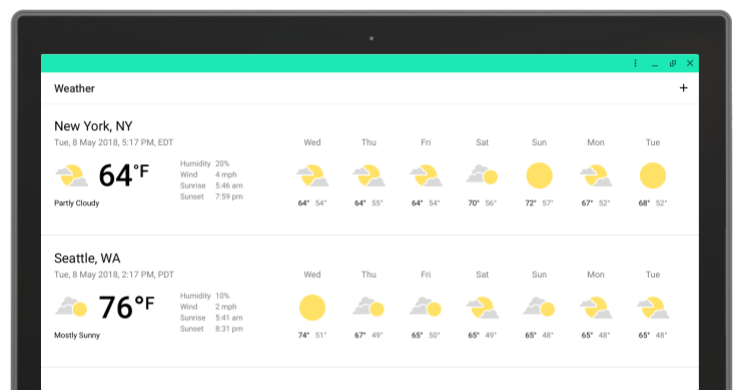 Weather
New York, NY
Tue, 8 May 2018, 5:17 PM, EDT
64°F
Partly Cloudy
Humidity 20%
Wind 4 mph
Sunrise 5:46 am
Sunset 7:59 pm
Wed Thu Fri Sat Sun Mon Tue
64° 54° 64° 55° 64° 54° 70° 56° 72° 57° 67° 52° 68° 52°
Seattle, WA
Tue, 8 May 2018, 2:17 PM, PDT
76°F
Mostly Sunny
Humidity 10%
Wind 2 mph
Sunrise 5:41 am
Sunset 8:31 pm
Wed Thu Fri Sat Sun Mon Tue
74° 51° 67° 49° 65° 50° 65° 49° 65° 48° 65° 48° 65° 48°